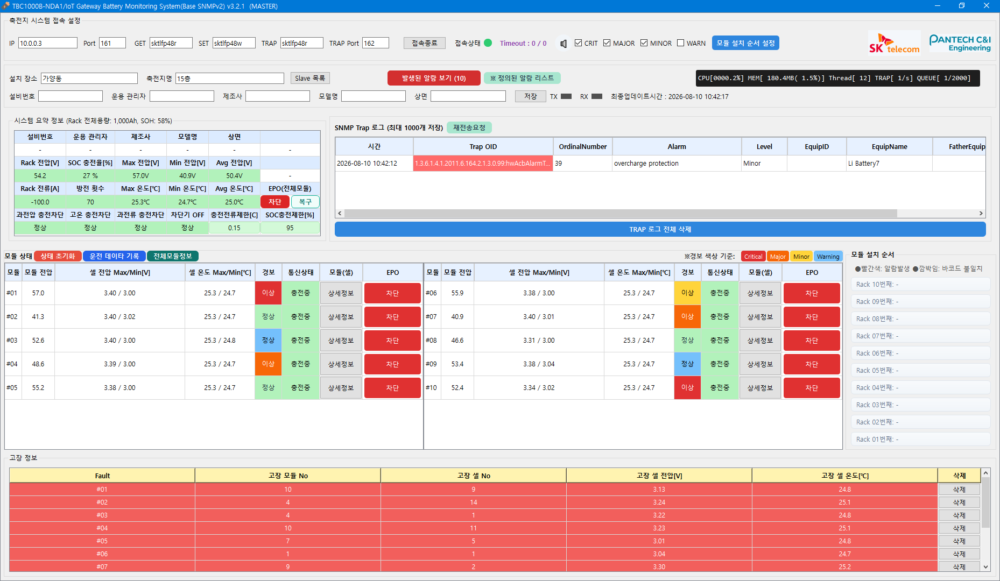 TBC1000B-NDA1/IoT Gateway Battery Monitoring System(Base SNMPv2) v3.2.1  (MASTER)
축전지 시스템 접속 설정
IP 10.0.0.3 Port 161 GET sktlfp48r SET sktlfp48w TRAP sktlfp48r TRAP Port 162 접속종료 접속상태 Timeout : 0 / 0 CRIT MAJOR MINOR WARN 모듈 설치 순서 설정
SK telecom
PANTECH C&I
Engineering
설치 장소 가양동 축전지명 15층 Slave 목록 발생된 알람 보기 (10) ※ 정의된 알람 리스트
CPU[0000.2%] MEM[ 180.4MB( 1.5%)] Thread[ 12] TRAP[ 1/s] QUEUE[ 1/2000]
설비번호 운용 관리자 제조사 모델명 상면 저장 TX RX 최종업데이트시간 : 2026-08-10 10:42:17
시스템 요약 정보 (Rack 전체용량: 1,000Ah, SOH: 58%)
설비번호 운용 관리자 제조사 모델명 상면
- - - - - -
Rack 전압[V] SOC 충전율[%] Max 전압[V] Min 전압[V] Avg 전압[V]
54.2 27 % 57.0V 40.9V 50.4V -
Rack 전류[A] 방전 횟수 Max 온도[℃] Min 온도[℃] Avg 온도[℃] EPO(전체모듈)
-100.0 70 25.3℃ 24.7℃ 25.0℃ 차단 복구
과전압 충전차단 고온 충전차단 과전류 충전차단 차단기 OFF 충전전류제한[C] SOC충전제한[%]
정상 정상 정상 정상 0.15 95
SNMP Trap 로그 (최대 1000개 저장) 재전송요청
시간 Trap OID OrdinalNumber Alarm Level EquipID EquipName FatherEquip
2026-08-10 10:42:12 1.3.6.1.4.1.2011.6.164.2.1.3.0.99:hwAcbAlarmT... 39 overcharge protection Minor Li Battery7
TRAP 로그 전체 삭제
모듈 상태 상태 초기화 운전 데이타 기록 전체모듈정보 ※경보 색상 기준: Critical Major Minor Warning
모듈 모듈 전압 셀 전압 Max/Min[V] 셀 온도 Max/Min[℃] 경보 통신상태 모듈(셀) EPO
#01 57.0 3.40 / 3.00 25.3 / 24.7 이상 충전중 상세정보 차단
#02 41.3 3.40 / 3.02 25.3 / 24.7 정상 충전중 상세정보 차단
#03 52.6 3.40 / 3.00 25.3 / 24.8 정상 충전중 상세정보 차단
#04 48.6 3.39 / 3.00 25.3 / 24.7 이상 충전중 상세정보 차단
#05 55.2 3.38 / 3.00 25.3 / 24.7 정상 충전중 상세정보 차단
모듈 모듈 전압 셀 전압 Max/Min[V] 셀 온도 Max/Min[℃] 경보 통신상태 모듈(셀) EPO
#06 55.9 3.38 / 3.00 25.3 / 24.7 이상 충전중 상세정보 차단
#07 40.9 3.40 / 3.01 25.3 / 24.7 이상 충전중 상세정보 차단
#08 46.6 3.31 / 3.00 25.3 / 24.7 정상 충전중 상세정보 차단
#09 53.4 3.38 / 3.04 25.3 / 24.7 정상 충전중 상세정보 차단
#10 52.4 3.34 / 3.02 25.3 / 24.7 이상 충전중 상세정보 차단
모듈 설치 순서
●빨간색: 알람발생 ●깜박임: 바코드 불일치
Rack 10번째: -
Rack 09번째: -
Rack 08번째: -
Rack 07번째: -
Rack 06번째: -
Rack 05번째: -
Rack 04번째: -
Rack 03번째: -
Rack 02번째: -
Rack 01번째: -
고장 정보
Fault 고장 모듈 No 고장 셀 No 고장 셀 전압[V] 고장 셀 온도[℃] 삭제
#01 10 9 3.13 24.8 삭제
#02 4 14 3.24 25.1 삭제
#03 4 1 3.22 24.8 삭제
#04 10 11 3.23 25.1 삭제
#05 7 5 3.01 24.8 삭제
#06 1 1 3.04 24.7 삭제
#07 9 2 3.30 25.2 삭제